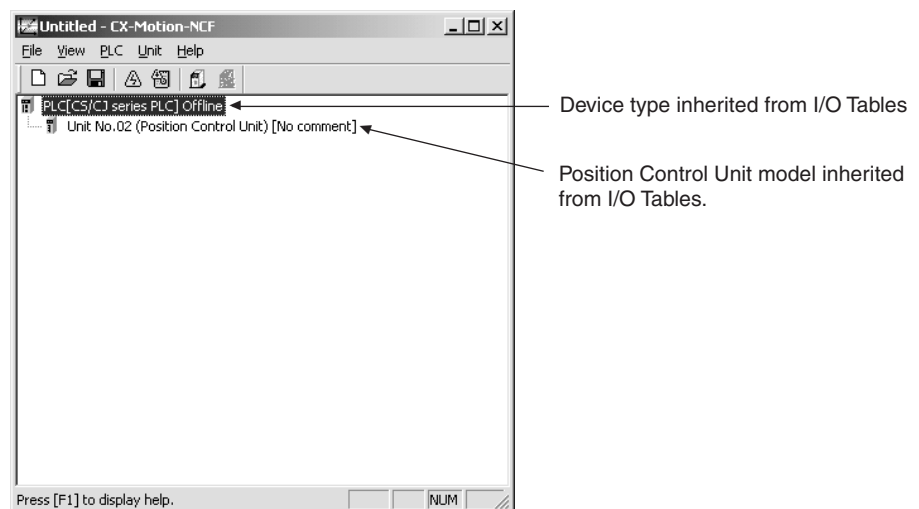 Untitled - CX-Motion-NCF
File View PLC Unit Help
PLC[CS/CJ series PLC] Offline
Device type inherited from I/O Tables
Unit No.02 (Position Control Unit) [No comment]
Position Control Unit model inherited
from I/O Tables.
Press [F1] to display help.
NUM